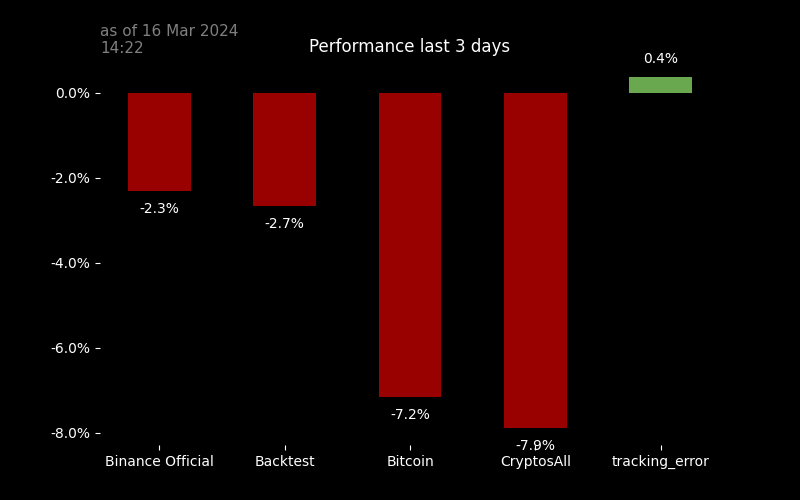 as of 16 Mar 2024
14:22
Performance last 3 days
0.4%
0.0%
-2.0%
-2.3%
-2.7%
-4.0%
-6.0%
-7.2%
-8.0%
-7.9%
Binance Official
Backtest
Bitcoin
CryptosAll
tracking_error